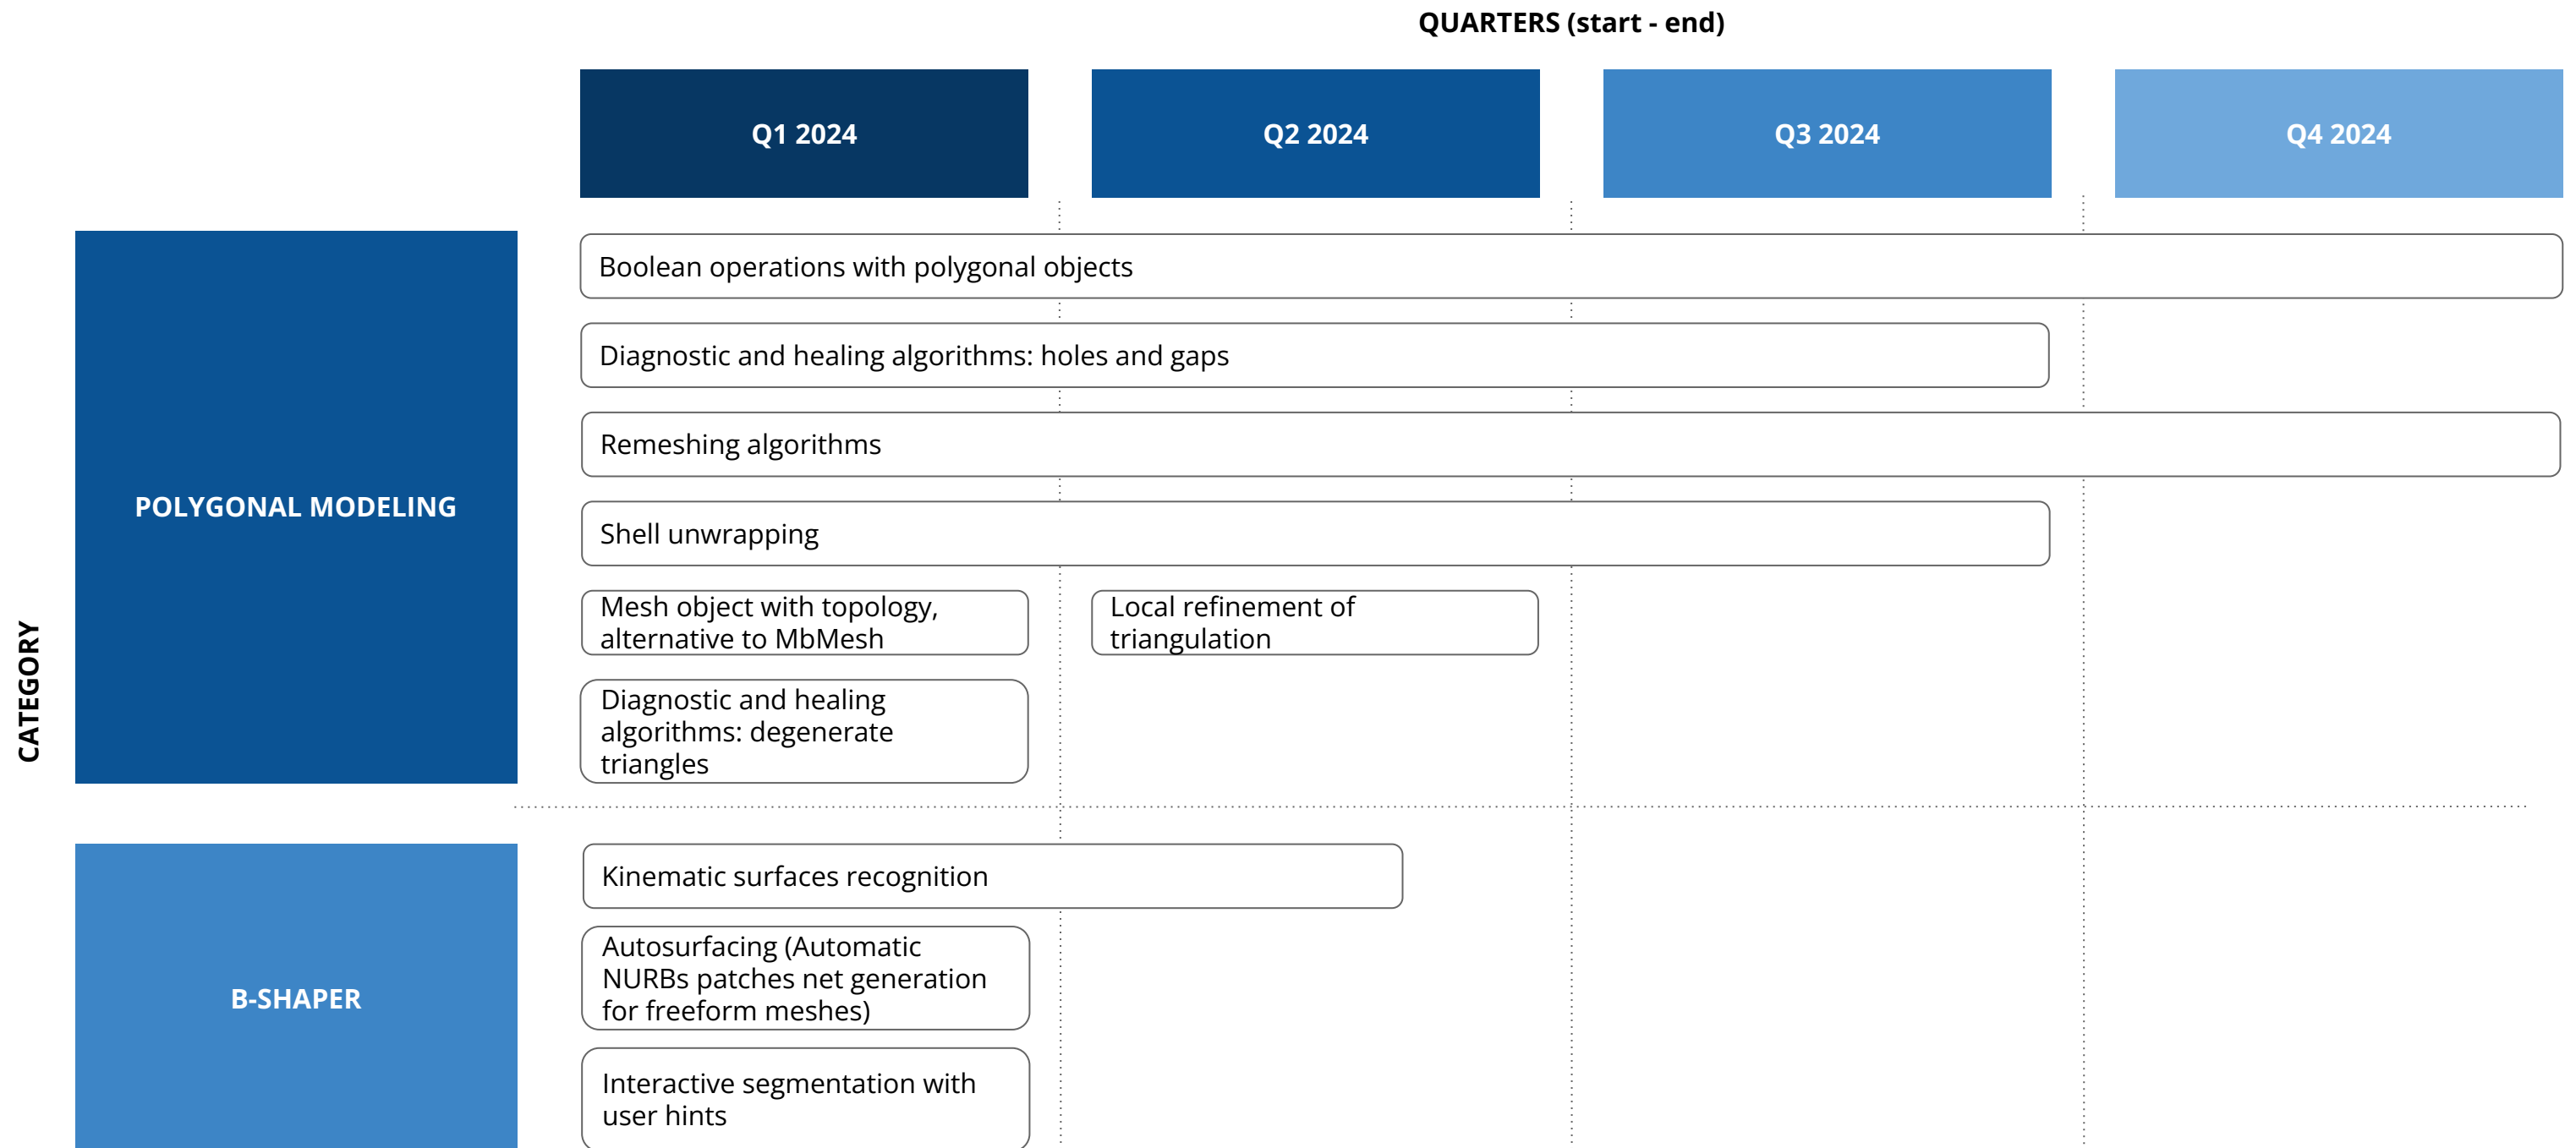 QUARTERS (start - end)
Q1 2024
Q2 2024
Q3 2024
Q4 2024
CATEGORY
POLYGONAL MODELING
Boolean operations with polygonal objects
Diagnostic and healing algorithms: holes and gaps
Remeshing algorithms
Shell unwrapping
Mesh object with topology,
alternative to MbMesh
Local refinement of
triangulation
Diagnostic and healing
algorithms: degenerate
triangles
B-SHAPER
Kinematic surfaces recognition
Autosurfacing (Automatic
NURBs patches net generation
for freeform meshes)
Interactive segmentation with
user hints